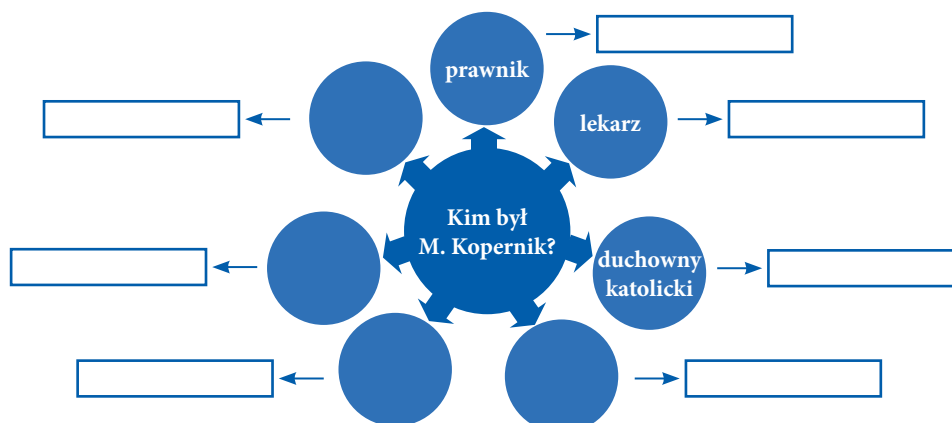 prawnik
lekarz
Kim był
M. Kopernik?
duchowny
katolicki